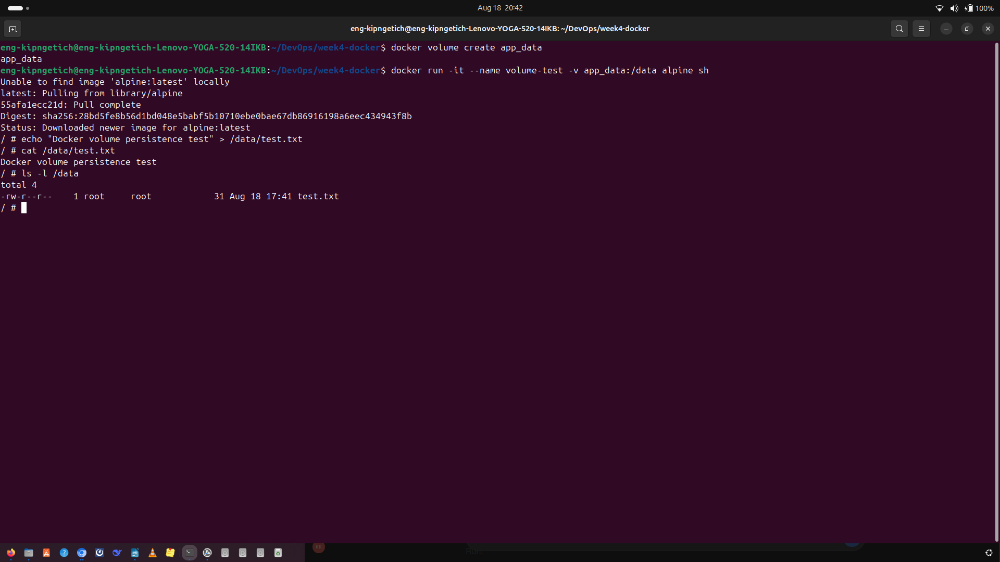 Aug 18 20:42
100%
eng-kipngetich@eng-kipngetich-Lenovo-YOGA-520-14IKB: ~/DevOps/week4-docker
eng-kipngetich@eng-kipngetich-Lenovo-YOGA-520-14IKB:~/DevOps/week4-docker$ docker volume create app_data
app_data
eng-kipngetich@eng-kipngetich-Lenovo-YOGA-520-14IKB:~/DevOps/week4-docker$ docker run -it --name volume-test -v app_data:/data alpine sh
Unable to find image 'alpine:latest' locally
latest: Pulling from library/alpine
55afa1ecc21d: Pull complete
Digest: sha256:28bd5fe8b56d1bd048e5babf5b10710ebe0bae67db86916198a6eec434943f8b
Status: Downloaded newer image for alpine:latest
/ # echo "Docker volume persistence test" > /data/test.txt
/ # cat /data/test.txt
Docker volume persistence test
/ # ls -l /data
total 4
-rw-r--r--    1 root     root            31 Aug 18 17:41 test.txt
/ #
KK
Run: